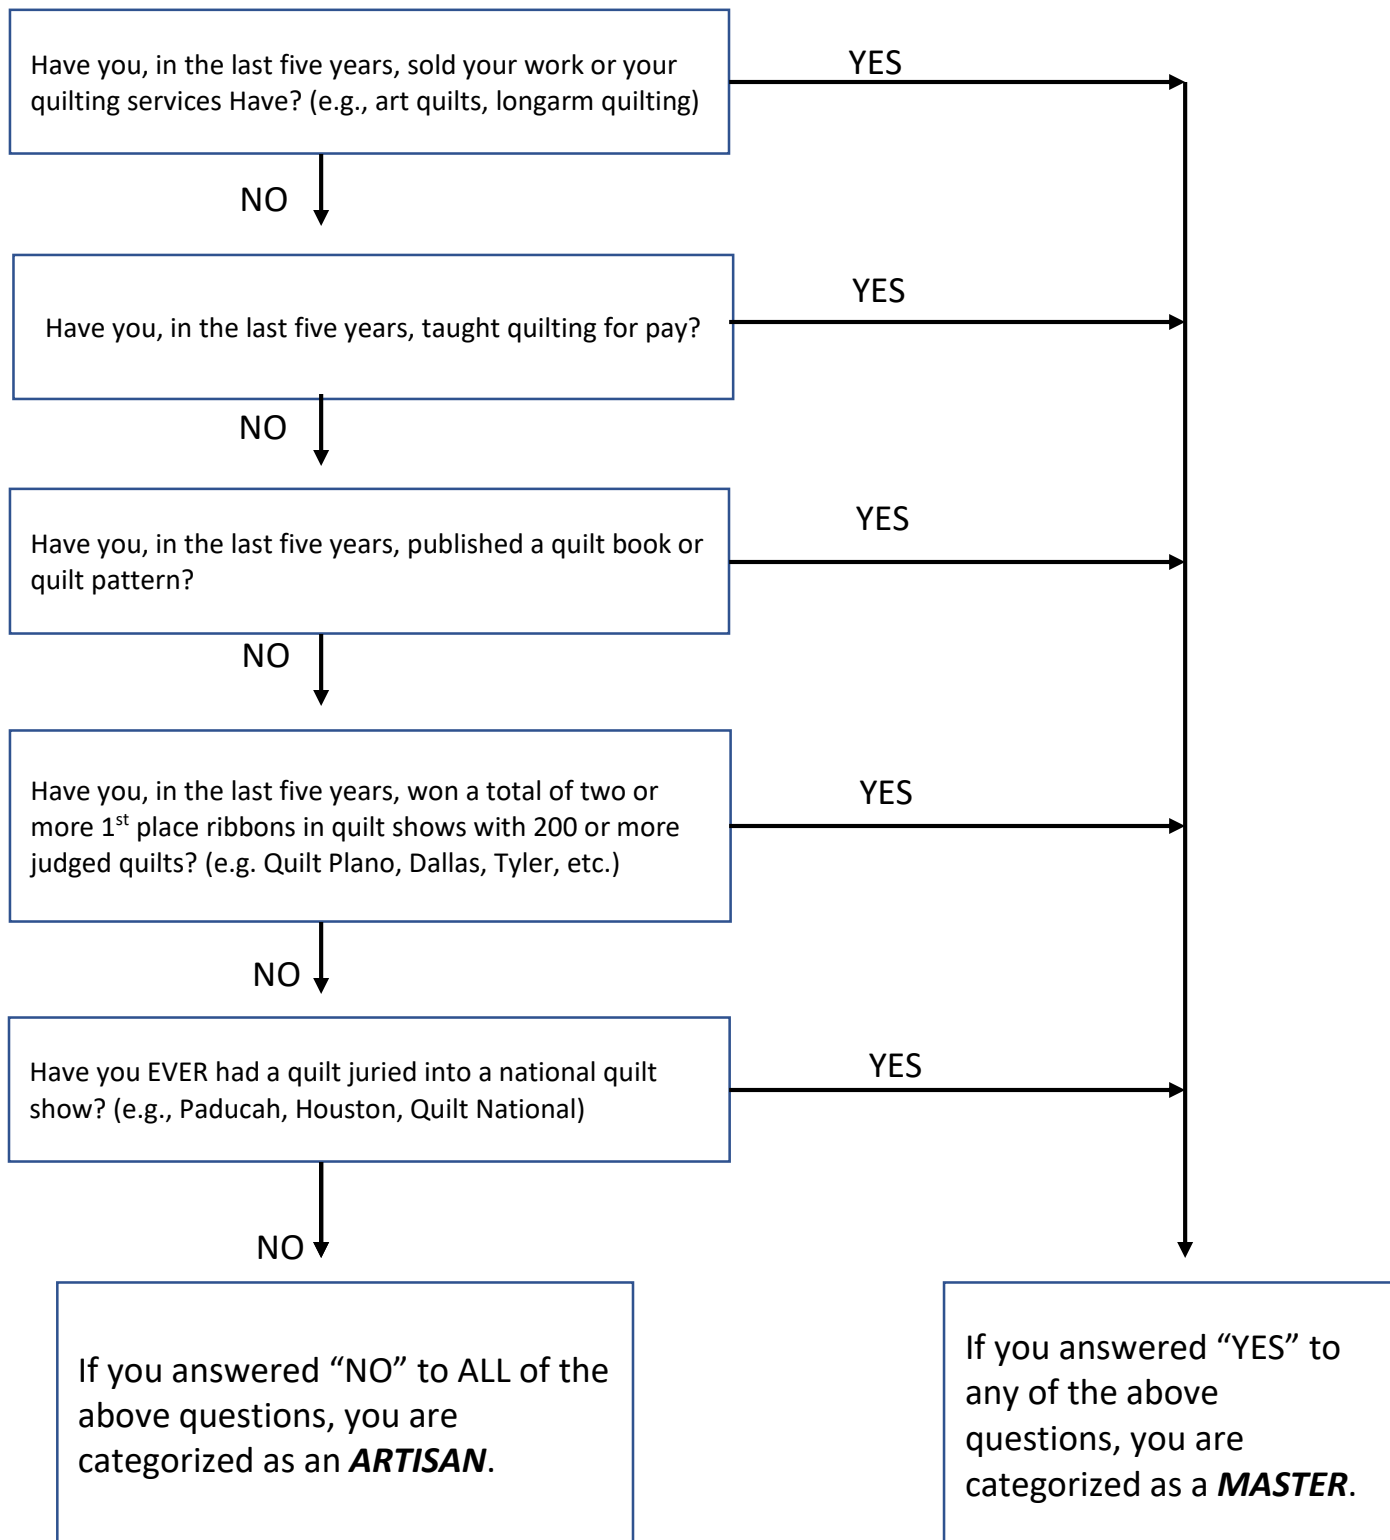 Have you, in the last five years, sold your work or your
quilting services Have? (e.g., art quilts, longarm quilting)
YES
NO
Have you, in the last five years, taught quilting for pay?
YES
NO
Have you, in the last five years, published a quilt book or
quilt pattern?
YES
NO
Have you, in the last five years, won a total of two or
more 1st place ribbons in quilt shows with 200 or more
judged quilts? (e.g. Quilt Plano, Dallas, Tyler, etc.)
YES
NO
Have you EVER had a quilt juried into a national quilt
show? (e.g., Paducah, Houston, Quilt National)
YES
NO
If you answered “NO” to ALL of the
above questions, you are
categorized as an ARTISAN.
If you answered “YES” to
any of the above
questions, you are
categorized as a MASTER.